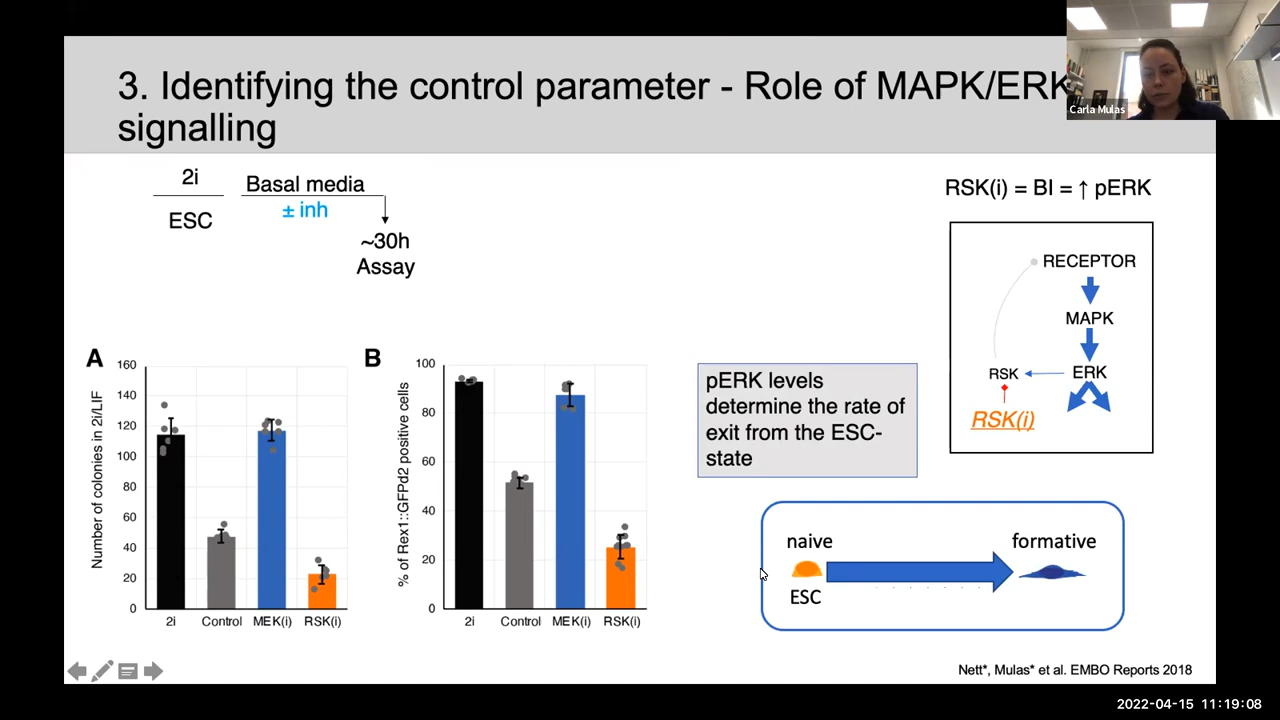 3. Identifying the control parameter - Role of MAPK/ERK
signalling
Carla Mulas
2i
ESC
Basal media
± inh
~30h
Assay
RSK(i) = BI = ↑ pERK
RECEPTOR
MAPK
RSK
ERK
RSK(i)
A
Number of colonies in 2i/LIF
160
140
120
100
80
60
40
20
0
2i
Control
MEK(i)
RSK(i)
B
% of Rex1::GFPd2 positive cells
100
80
60
40
20
0
2i
Control
MEK(i)
RSK(i)
pERK levels
determine the rate of
exit from the ESC-
state
naive
formative
ESC
Nett*, Mulas* et al. EMBO Reports 2018
2022-04-15 11:19:08